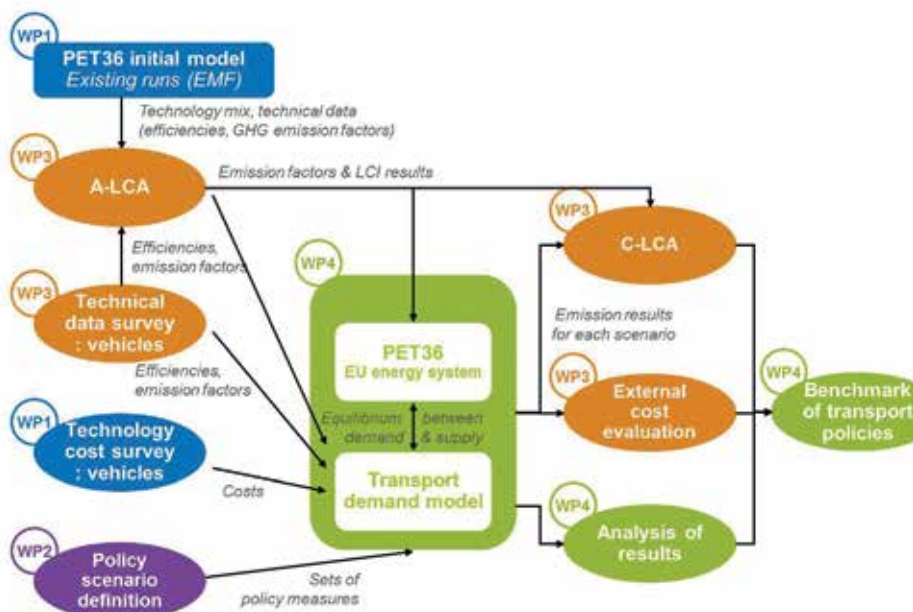 WP1
PET36 initial model
Existing runs (EMF)
Technology mix, technical data
(efficiencies, GHG emission factors)
WP3
A-LCA
Emission factors & LCI results
WP3
C-LCA
Efficiencies,
emission factors
WP4
WP3
Technical
data survey
: vehicles
PET36
EU energy system
Emission results
for each scenario
Efficiencies,
emission factors
WP3
External
cost evaluation
WP4
Benchmark
of transport
policies
Equilibrium between
demand & supply
WP1
Technology
cost survey
: vehicles
Costs
Transport
demand model
WP4
Analysis of
results
WP2
Policy
scenario
definition
Sets of
policy measures